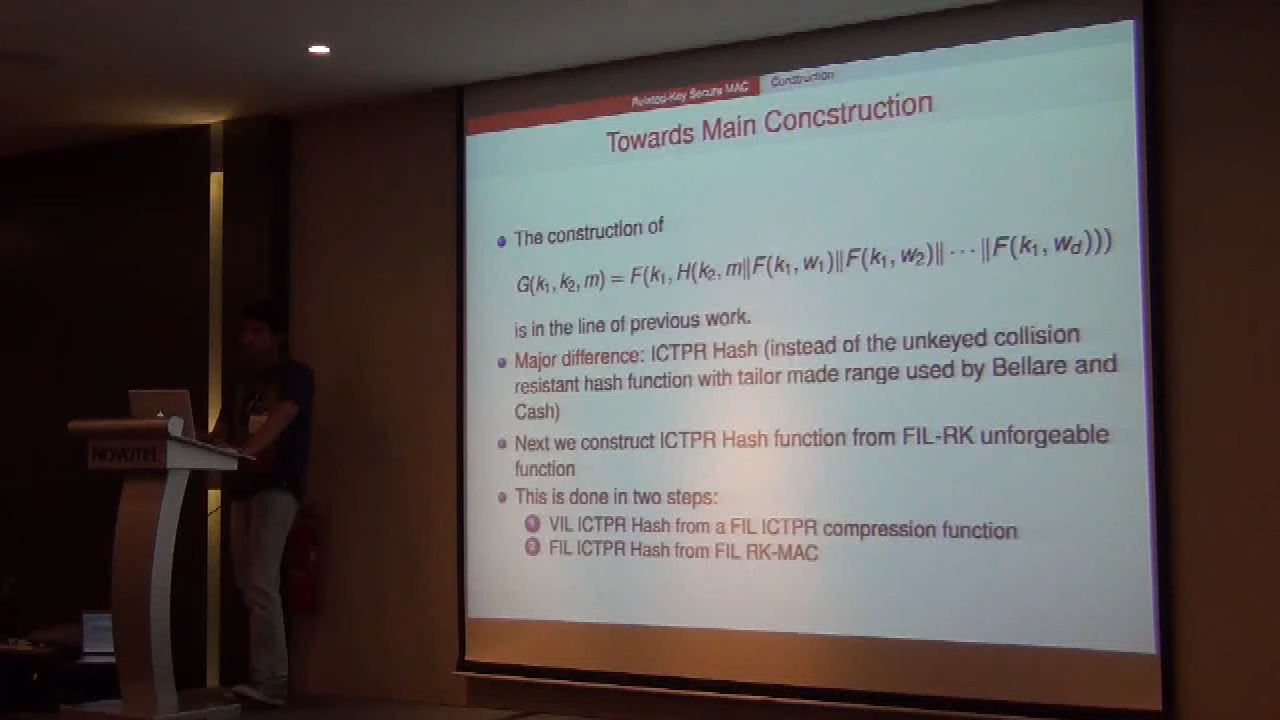 Related-Key Secure MAC Construction
Towards Main Concstruction
The construction of
G(k₁, k₂, m) = F(k₁, H(k₂, m‖F(k₁, w₁)‖F(k₁, w₂)‖ ⋯ ‖F(k₁, w_d)))
is in the line of previous work.
Major difference: ICTPR Hash (instead of the unkeyed collision
resistant hash function with tailor made range used by Bellare and
Cash)
Next we construct ICTPR Hash function from FIL-RK unforgeable
function
This is done in two steps:
1 VIL ICTPR Hash from a FIL ICTPR compression function
2 FIL ICTPR Hash from FIL RK-MAC
NOVOTEL